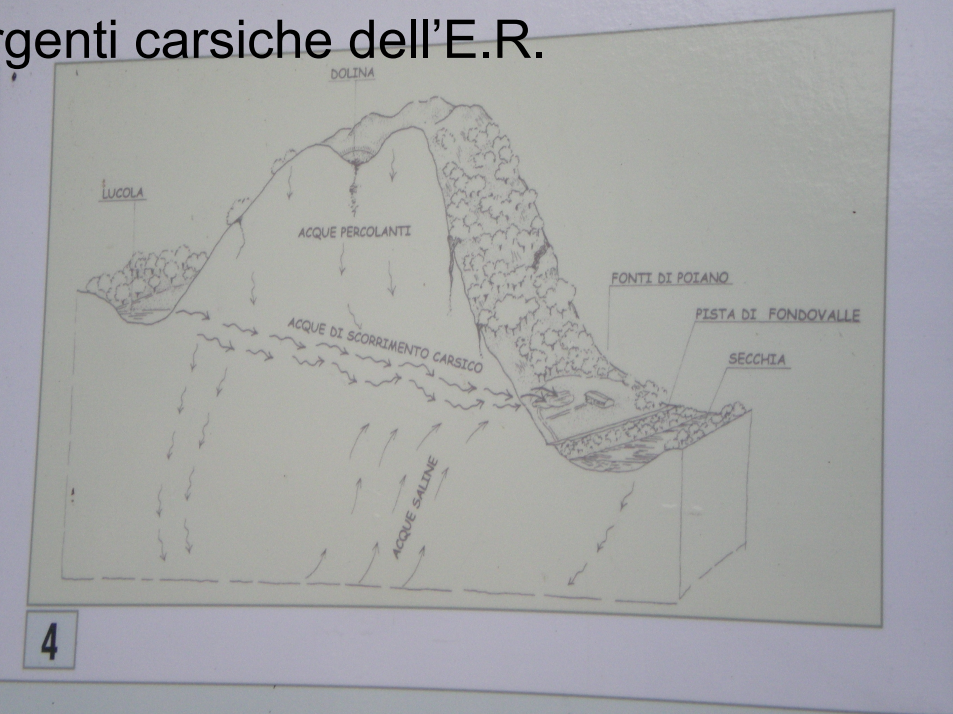 rgenti carsiche dell’E.R.
DOLINA
LUCOLA
ACQUE PERCOLANTI
FONTI DI POIANO
PISTA DI FONDOVALLE
ACQUE DI SCORRIMENTO CARSICO
SECCHIA
ACQUE SALINE
4